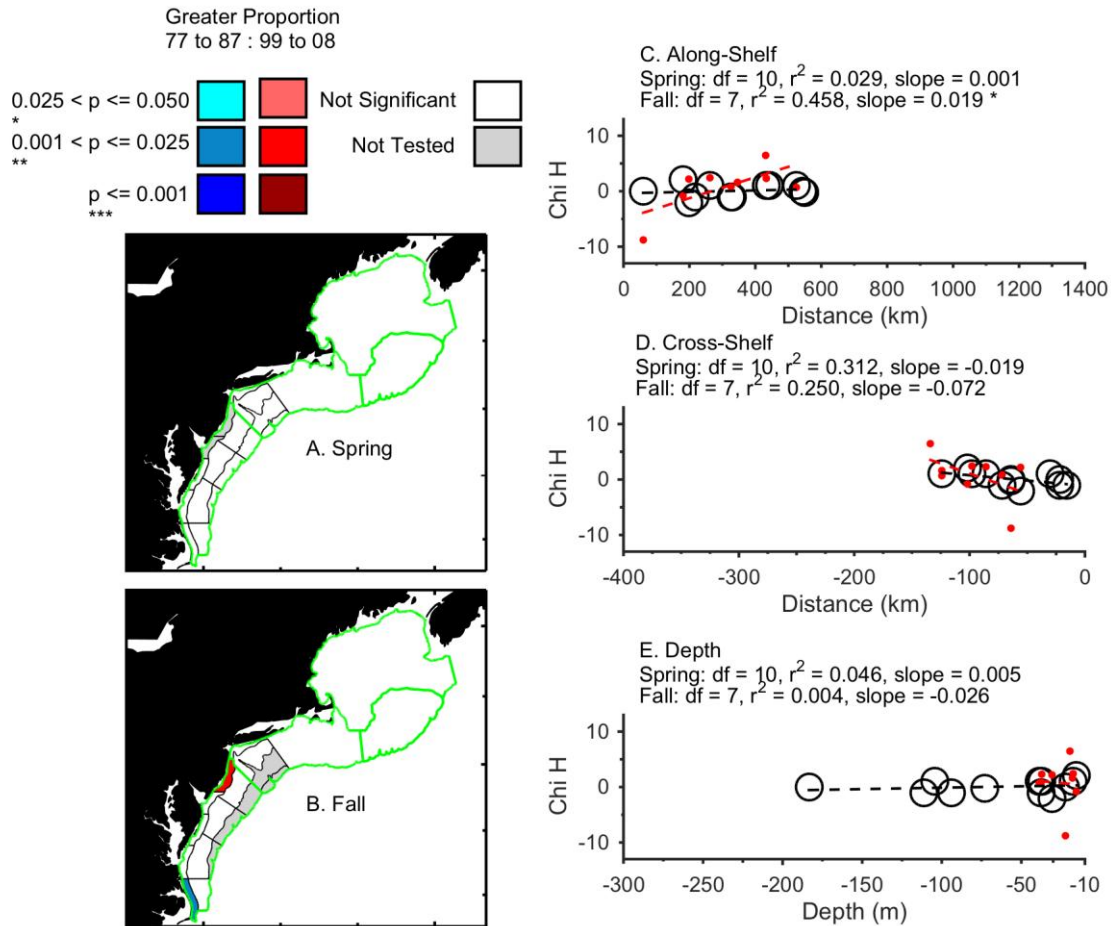 Greater Proportion
77 to 87 : 99 to 08
0.025 < p <= 0.050
*
0.001 < p <= 0.025
**
p <= 0.001
***
Not Significant
Not Tested
A. Spring
B. Fall
C. Along-Shelf
Spring: df = 10, r² = 0.029, slope = 0.001
Fall: df = 7, r² = 0.458, slope = 0.019 *
Chi H
10
0
-10
0 200 400 600 800 1000 1200 1400
Distance (km)
D. Cross-Shelf
Spring: df = 10, r² = 0.312, slope = -0.019
Fall: df = 7, r² = 0.250, slope = -0.072
Chi H
10
0
-10
-400 -300 -200 -100 0
Distance (km)
E. Depth
Spring: df = 10, r² = 0.046, slope = 0.005
Fall: df = 7, r² = 0.004, slope = -0.026
Chi H
10
0
-10
-300 -250 -200 -150 -100 -50 -10
Depth (m)